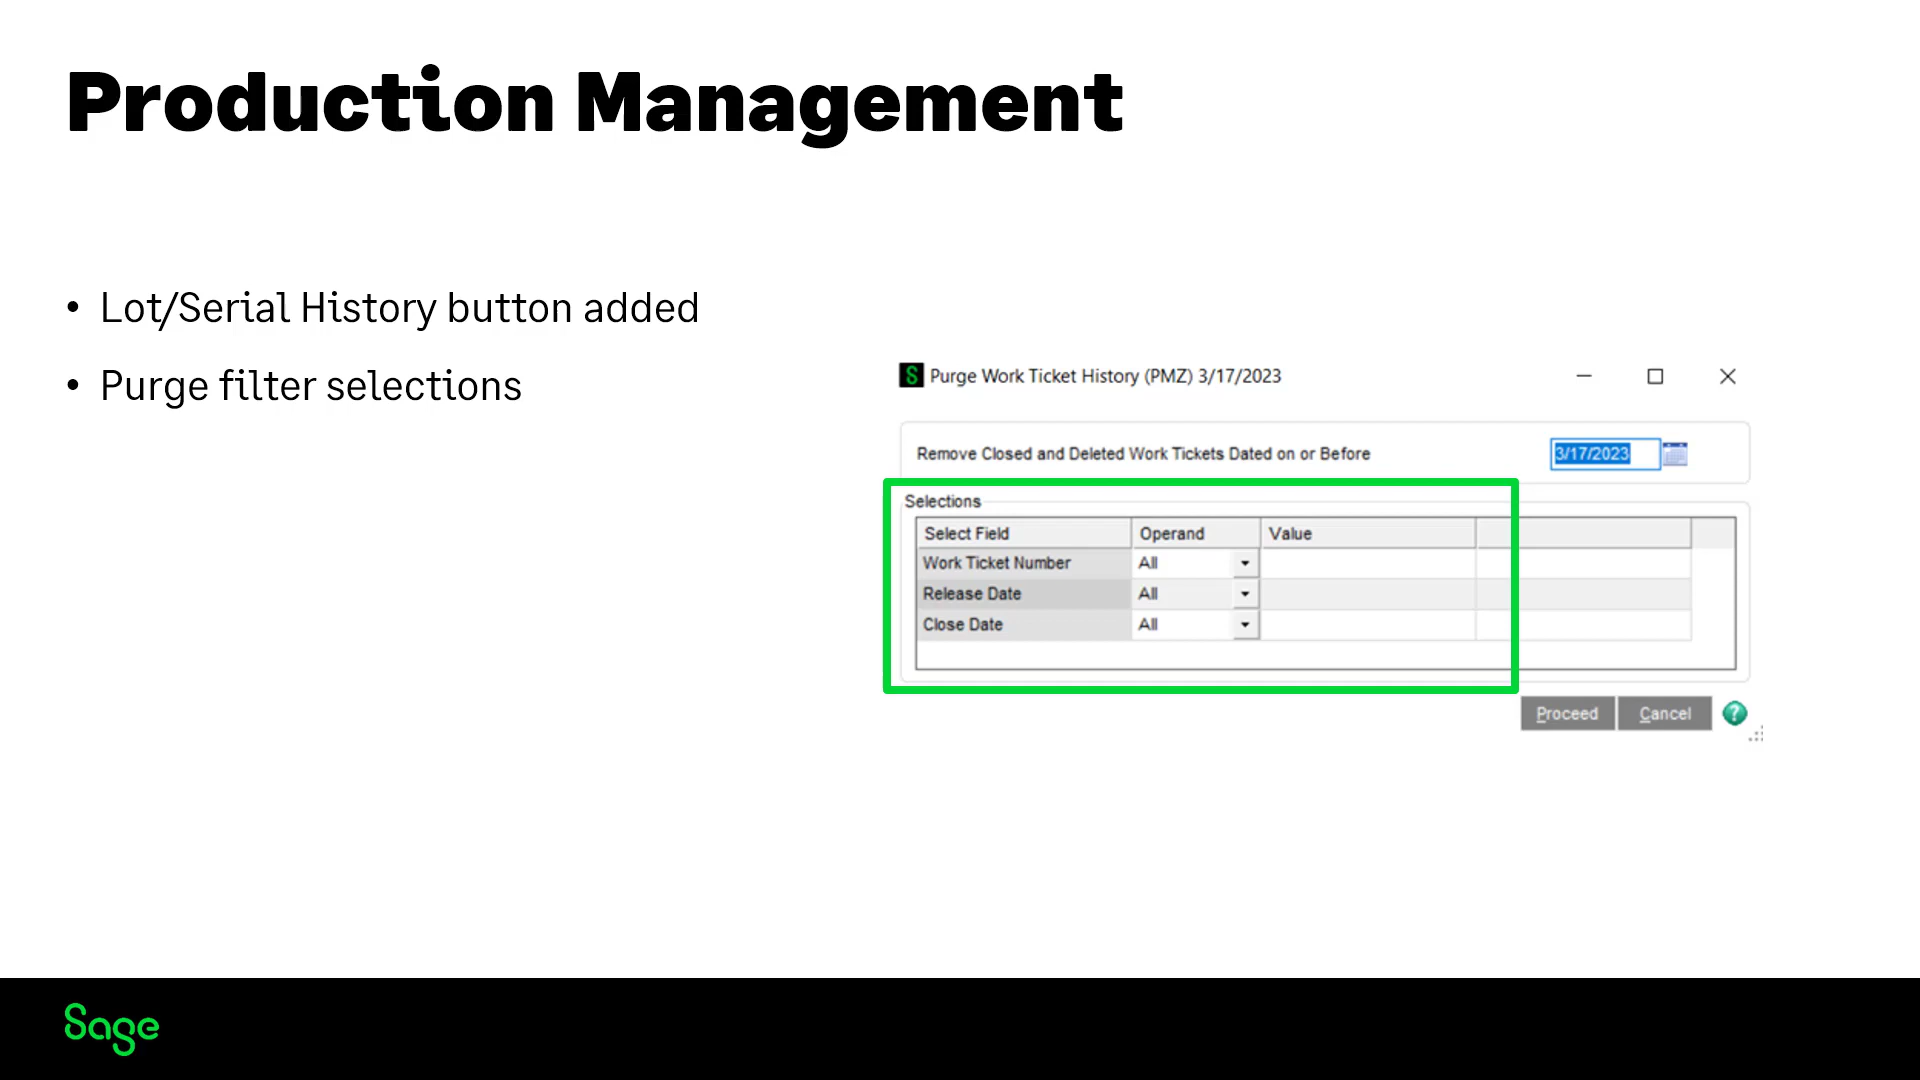 Production Management
• Lot/Serial History button added
• Purge filter selections
S Purge Work Ticket History (PMZ) 3/17/2023
Remove Closed and Deleted Work Tickets Dated on or Before 3/17/2023
Selections
Select Field Operand Value
Work Ticket Number All
Release Date All
Close Date All
Proceed Cancel ?
Sage